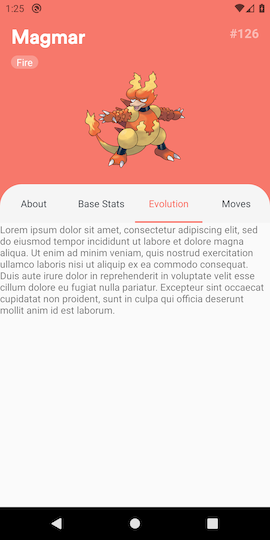 1:25
Magmar
#126
Fire
About Base Stats Evolution Moves
Lorem ipsum dolor sit amet, consectetur adipiscing elit, sed
do eiusmod tempor incididunt ut labore et dolore magna
aliqua. Ut enim ad minim veniam, quis nostrud exercitation
ullamco laboris nisi ut aliquip ex ea commodo consequat.
Duis aute irure dolor in reprehenderit in voluptate velit esse
cillum dolore eu fugiat nulla pariatur. Excepteur sint occaecat
cupidatat non proident, sunt in culpa qui officia deserunt
mollit anim id est laborum.